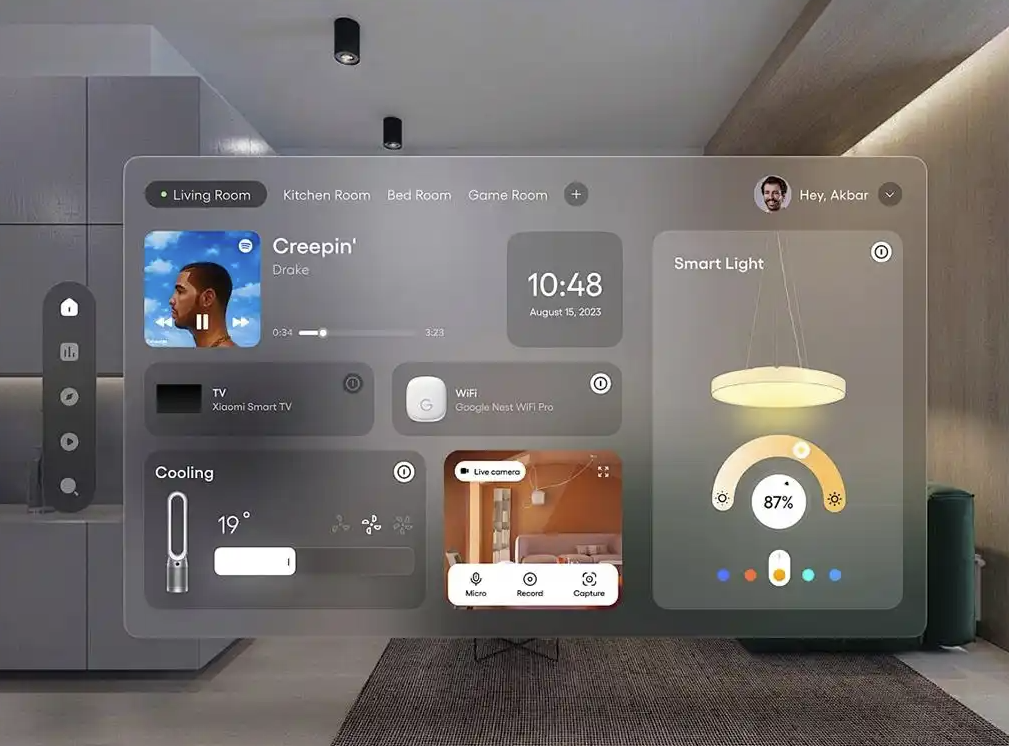 Living Room
Kitchen Room
Bed Room
Game Room
Hey, Akbar
Creepin'
Drake
0:34
3:23
10:48
August 15, 2023
Smart Light
TV
Xiaomi Smart TV
WiFi
Google Nest WiFi Pro
G
Cooling
19°
Live camera
Micro
Record
Capture
87%